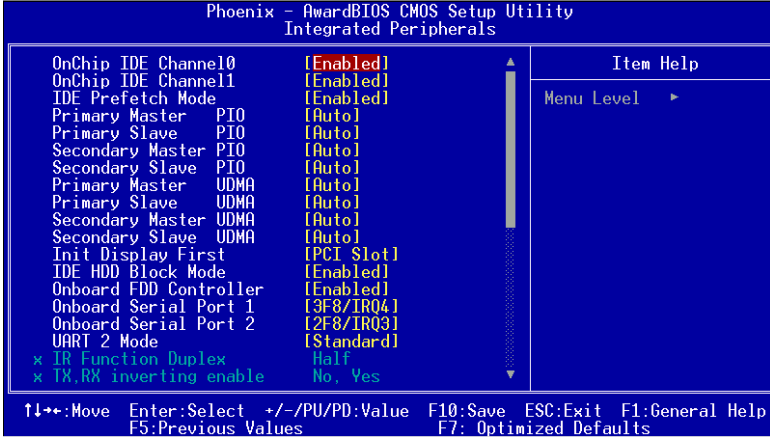 Phoenix - AwardBIOS CMOS Setup Utility
Integrated Peripherals
OnChip IDE Channel0 [Enabled]
OnChip IDE Channel1 [Enabled]
IDE Prefetch Mode [Enabled]
Primary Master PIO [Auto]
Primary Slave PIO [Auto]
Secondary Master PIO [Auto]
Secondary Slave PIO [Auto]
Primary Master UDMA [Auto]
Primary Slave UDMA [Auto]
Secondary Master UDMA [Auto]
Secondary Slave UDMA [Auto]
Init Display First [PCI Slot]
IDE HDD Block Mode [Enabled]
Onboard FDD Controller [Enabled]
Onboard Serial Port 1 [3F8/IRQ4]
Onboard Serial Port 2 [2F8/IRQ3]
UART 2 Mode [Standard]
x IR Function Duplex Half
x TX,RX inverting enable No, Yes
Item Help
Menu Level ►
↑↓→←:Move Enter:Select +/-/PU/PD:Value F10:Save ESC:Exit F1:General Help
F5:Previous Values F7: Optimized Defaults